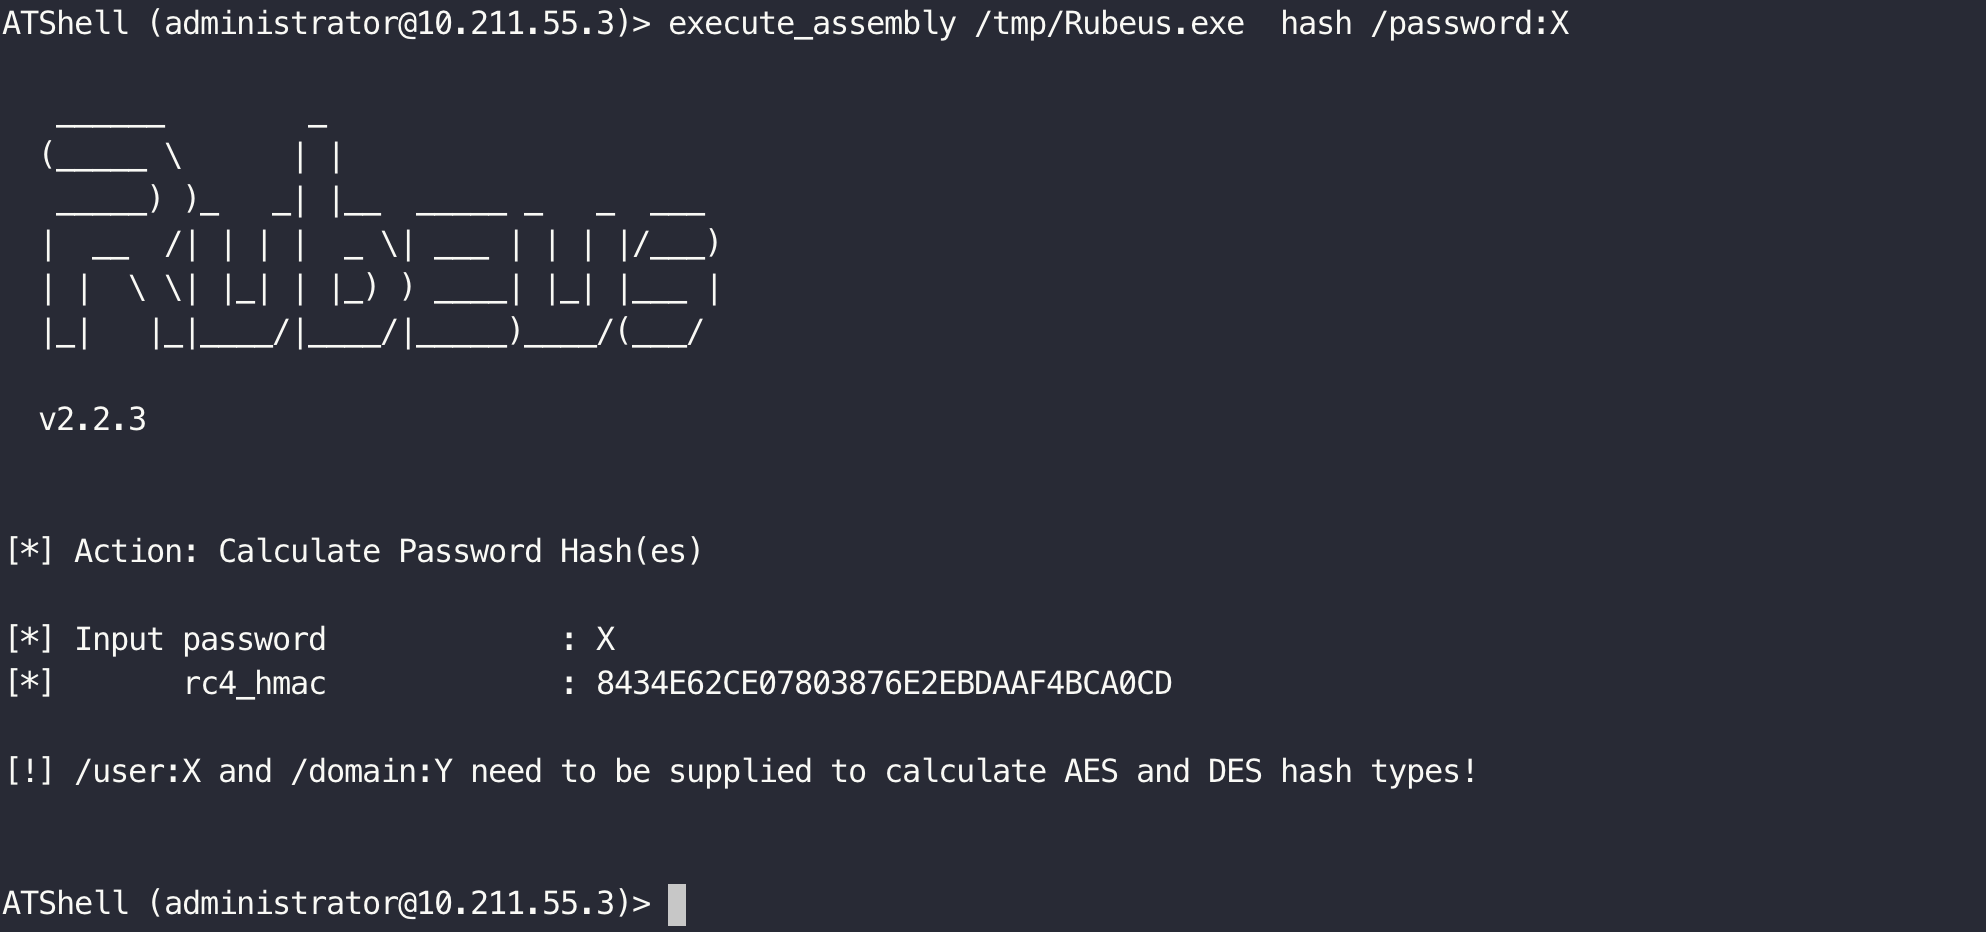 ATShell (administrator@10.211.55.3)> execute_assembly /tmp/Rubeus.exe  hash /password:X
   ______        _
  (_____ \      | |
   _____) )_   _| |__  _____ _   _  ___
  |  __  /| | | |  _ \| ___ | | | |/___)
  | |  \ \| |_| | |_) ) ____| |_| |___ |
  |_|   |_|____/|____/|_____)____/(___/
  v2.2.3
[*] Action: Calculate Password Hash(es)
[*] Input password             : X
[*]       rc4_hmac             : 8434E62CE07803876E2EBDAAF4BCA0CD
[!] /user:X and /domain:Y need to be supplied to calculate AES and DES hash types!
ATShell (administrator@10.211.55.3)>